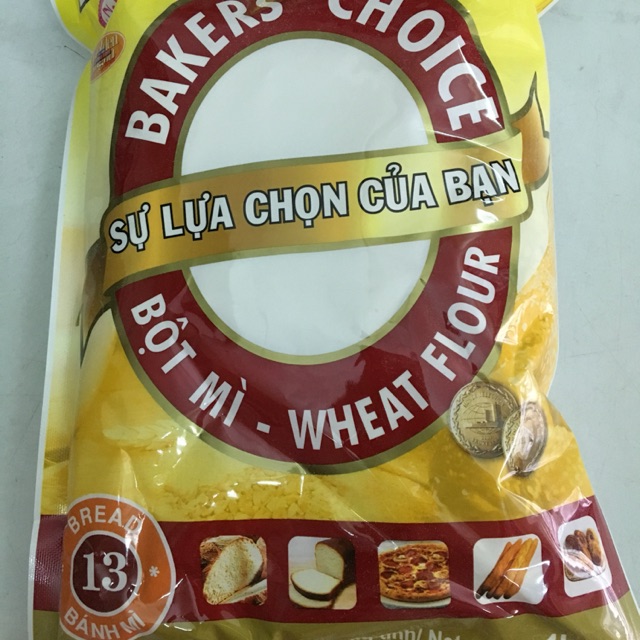 BAKERS' CHOICE
SỰ LỰA CHỌN CỦA BẠN
BỘT MÌ - WHEAT FLOUR
BREAD
13
BÁNH MÌ